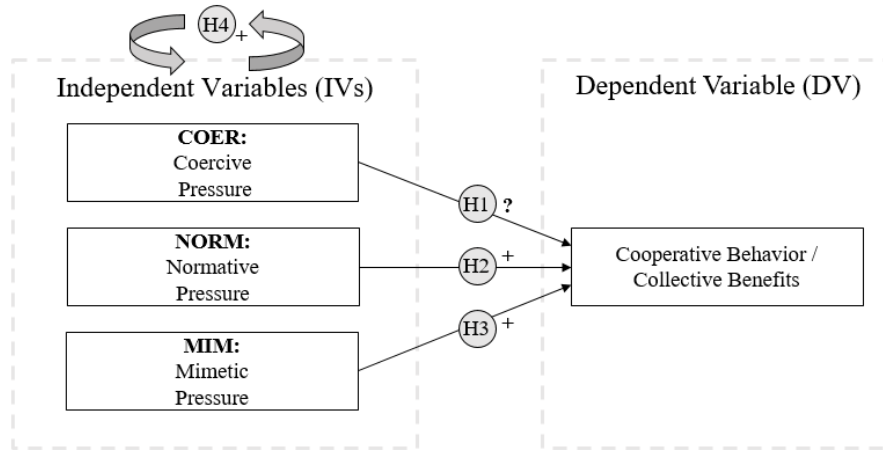 H4 +
Independent Variables (IVs)
Dependent Variable (DV)
COER:
Coercive
Pressure
H1 ?
NORM:
Normative
Pressure
H2 +
Cooperative Behavior /
Collective Benefits
H3 +
MIM:
Mimetic
Pressure